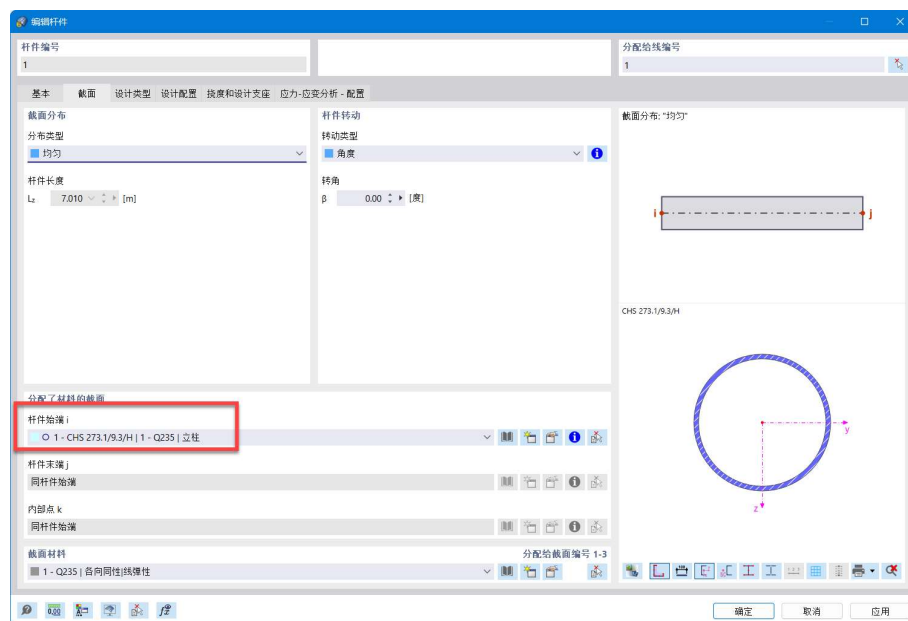 编辑杆件
杆件编号
分配给线编号
1
1
基本 截面 设计类型 设计配置 挠度和设计支座 应力-应变分析 - 配置
截面分布
杆件转动
截面分布: "均匀"
分布类型
转动类型
均匀
角度
杆件长度
转角
Lz 7.010 [m]
β 0.00 [度]
i
j
CHS 273.1/9.3/H
y
z
分配了材料的截面
杆件始端 i
1 - CHS 273.1/9.3/H | 1 - Q235 | 立柱
杆件末端 j
同杆件始端
内部点 k
同杆件始端
截面材料
分配给截面编号 1-3
1 - Q235 | 各向同性|线弹性
0,00
确定
取消
应用